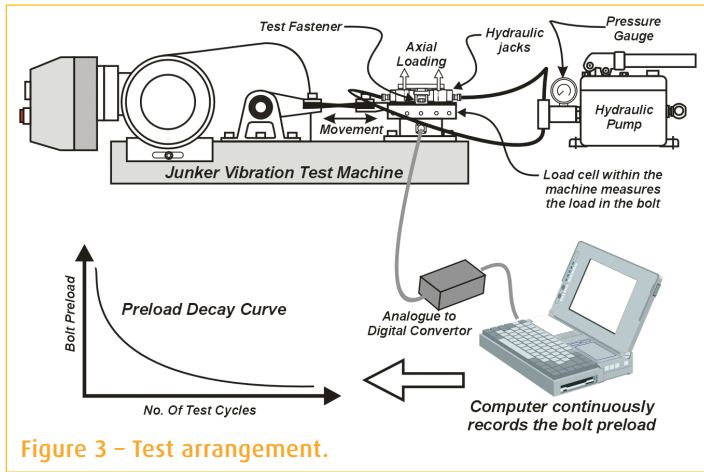 Test Fastener
Axial
Loading
Hydraulic
jacks
Pressure
Gauge
Hydraulic
Pump
Movement
Junker Vibration Test Machine
Load cell within the
machine measures
the load in the bolt
Bolt Preload
Preload Decay Curve
No. Of Test Cycles
Analogue to
Digital Convertor
Computer continuously
records the bolt preload
Figure 3 – Test arrangement.